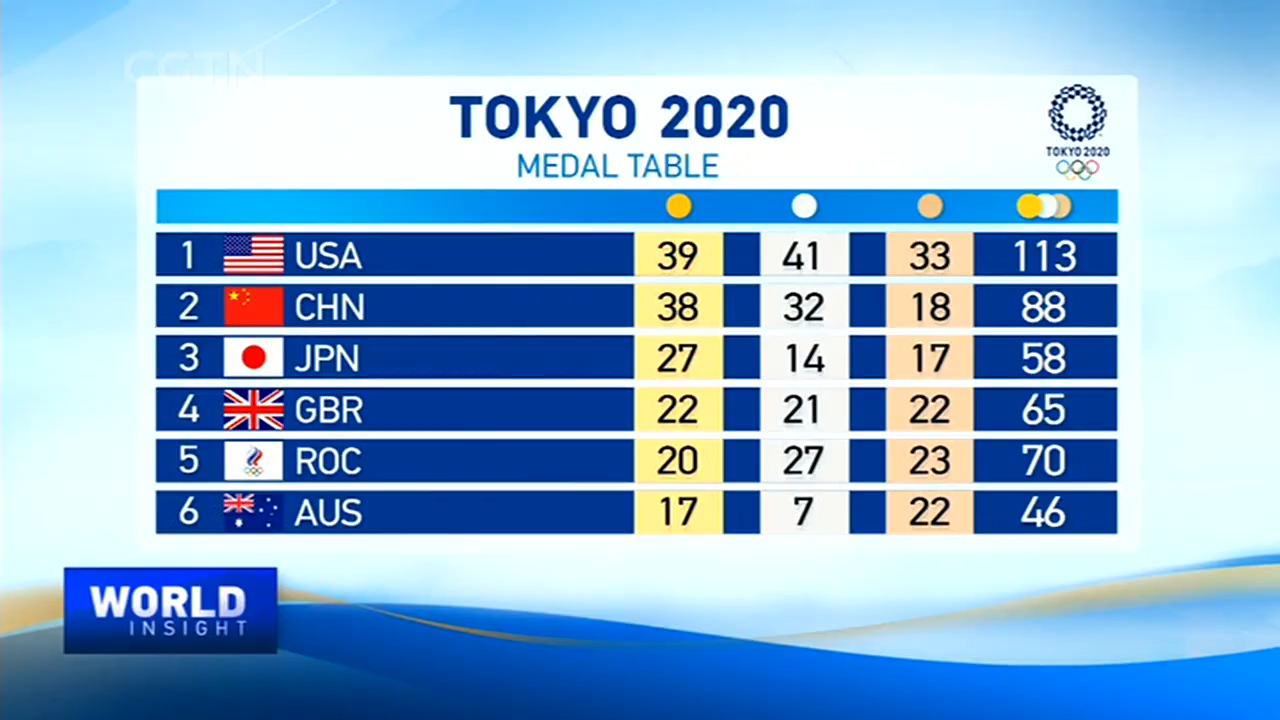 CGTN
TOKYO 2020
MEDAL TABLE
TOKYO 2020
1 USA 39 41 33 113
2 CHN 38 32 18 88
3 JPN 27 14 17 58
4 GBR 22 21 22 65
5 ROC 20 27 23 70
6 AUS 17 7 22 46
WORLD
INSIGHT